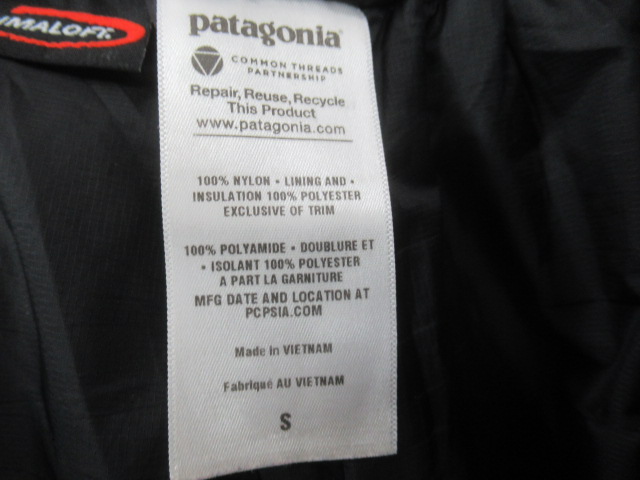 IMALOFT.
patagonia
COMMON THREADS
PARTNERSHIP
Repair, Reuse, Recycle
This Product
www.patagonia.com
100% NYLON • LINING AND •
INSULATION 100% POLYESTER
EXCLUSIVE OF TRIM
100% POLYAMIDE • DOUBLURE ET
• ISOLANT 100% POLYESTER
A PART LA GARNITURE
MFG DATE AND LOCATION AT
PCPSIA.COM
Made in VIETNAM
Fabriqué AU VIETNAM
S